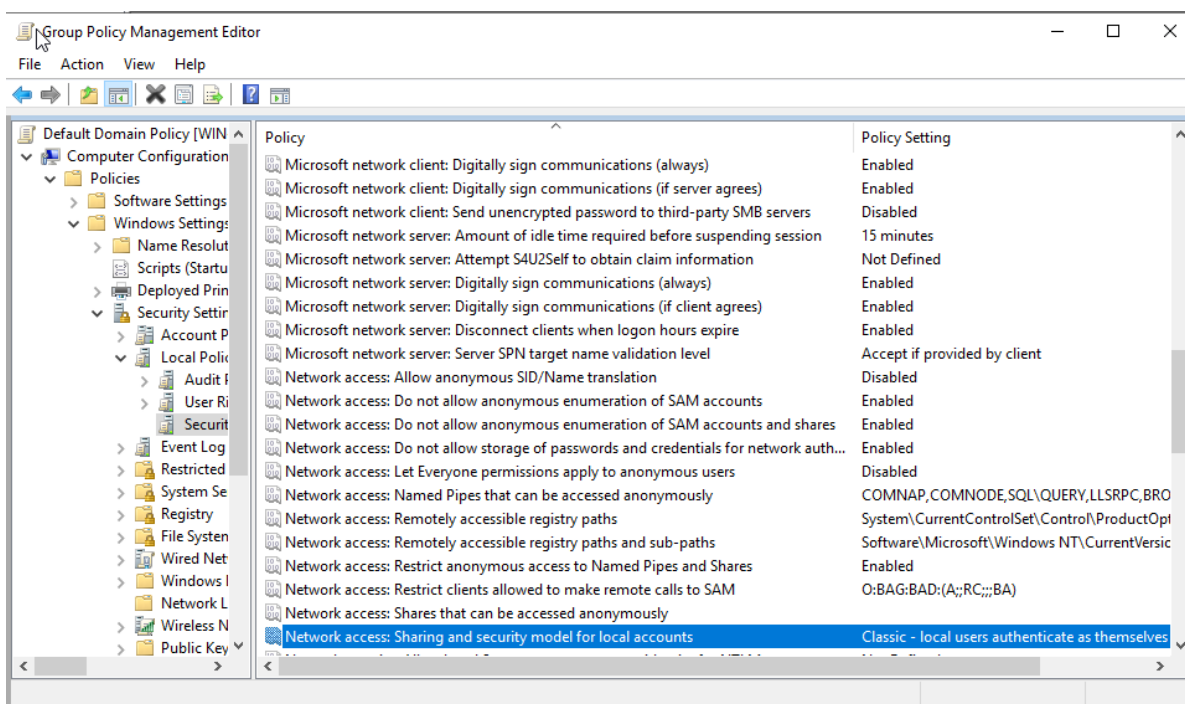 Group Policy Management Editor
File Action View Help
Default Domain Policy [WIN
Computer Configuration
Policies
Software Settings
Windows Settings
Name Resolut
Scripts (Startu
Deployed Prin
Security Settin
Account P
Local Polic
Audit P
User Ri
Securit
Event Log
Restricted
System Se
Registry
File System
Wired Net
Windows
Network L
Wireless N
Public Key
Policy Policy Setting
Microsoft network client: Digitally sign communications (always) Enabled
Microsoft network client: Digitally sign communications (if server agrees) Enabled
Microsoft network client: Send unencrypted password to third-party SMB servers Disabled
Microsoft network server: Amount of idle time required before suspending session 15 minutes
Microsoft network server: Attempt S4U2Self to obtain claim information Not Defined
Microsoft network server: Digitally sign communications (always) Enabled
Microsoft network server: Digitally sign communications (if client agrees) Enabled
Microsoft network server: Disconnect clients when logon hours expire Enabled
Microsoft network server: Server SPN target name validation level Accept if provided by client
Network access: Allow anonymous SID/Name translation Disabled
Network access: Do not allow anonymous enumeration of SAM accounts Enabled
Network access: Do not allow anonymous enumeration of SAM accounts and shares Enabled
Network access: Do not allow storage of passwords and credentials for network auth... Enabled
Network access: Let Everyone permissions apply to anonymous users Disabled
Network access: Named Pipes that can be accessed anonymously COMNAP,COMNODE,SQL\QUERY,LLSRPC,BRO
Network access: Remotely accessible registry paths System\CurrentControlSet\Control\ProductOpt
Network access: Remotely accessible registry paths and sub-paths Software\Microsoft\Windows NT\CurrentVersic
Network access: Restrict anonymous access to Named Pipes and Shares Enabled
Network access: Restrict clients allowed to make remote calls to SAM O:BAG:BAD:(A;;RC;;;BA)
Network access: Shares that can be accessed anonymously
Network access: Sharing and security model for local accounts Classic - local users authenticate as themselves